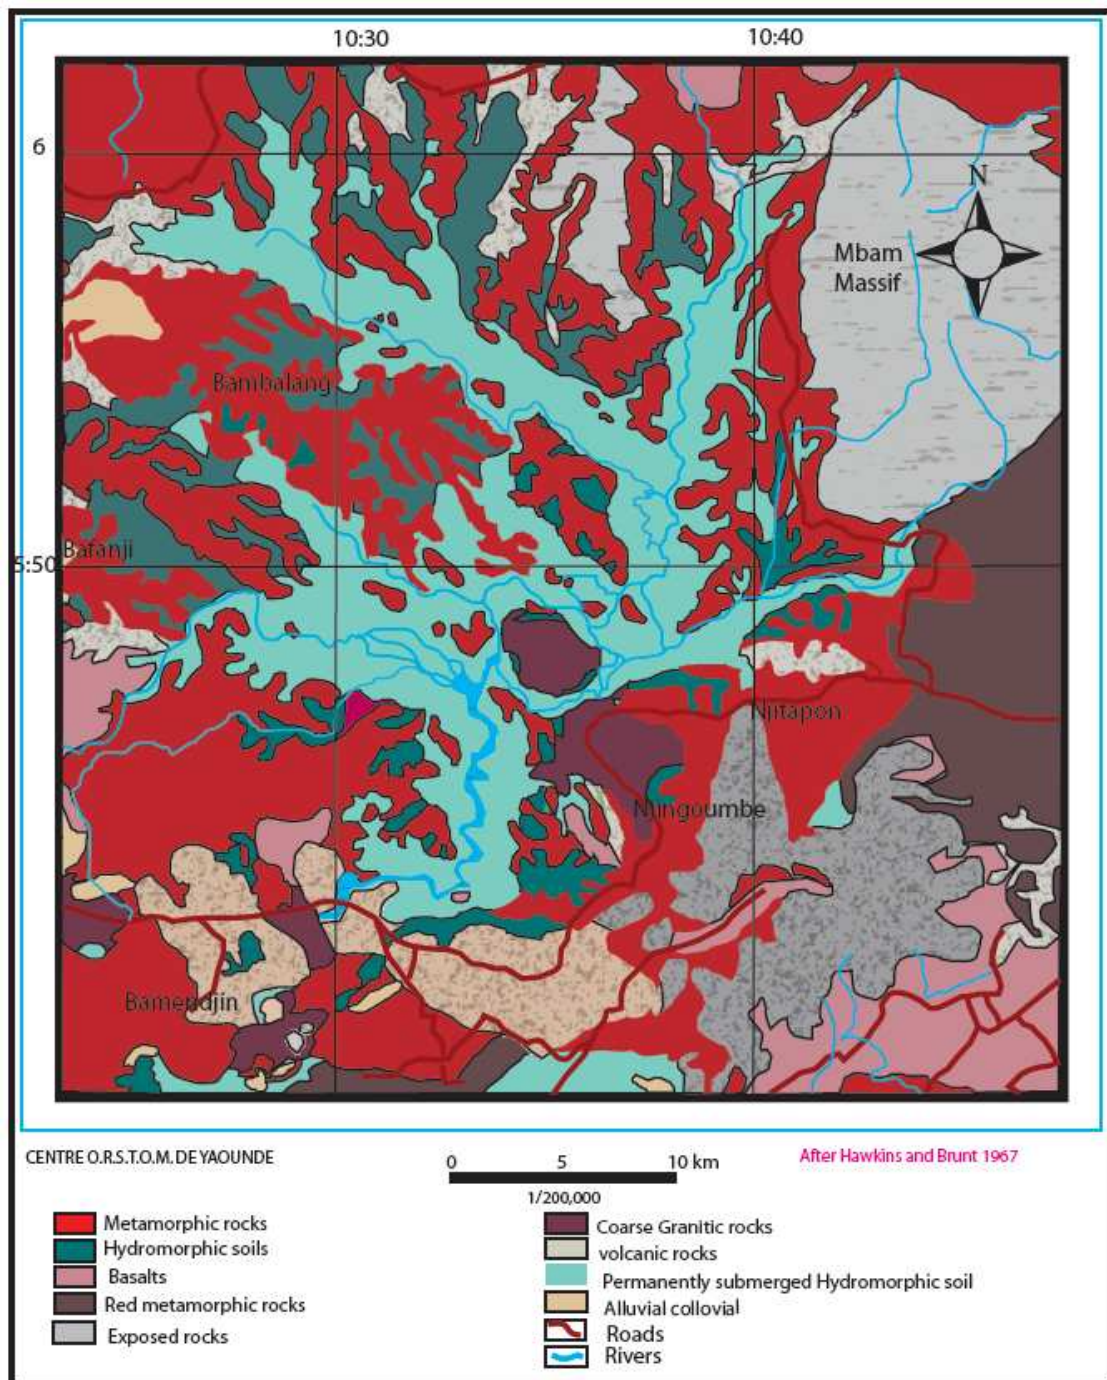 10:30 10:40
6
N
Mbam
Massif
Bambalang
Bafanji
5:50
Njitapon
Njingoumbe
Bamendjin
CENTRE O.R.S.T.O.M. DE YAOUNDE
0 5 10 km
1/200,000
After Hawkins and Brunt 1967
Metamorphic rocks
Hydromorphic soils
Basalts
Red metamorphic rocks
Exposed rocks
Coarse Granitic rocks
volcanic rocks
Permanently submerged Hydromorphic soil
Alluvial collovial
Roads
Rivers